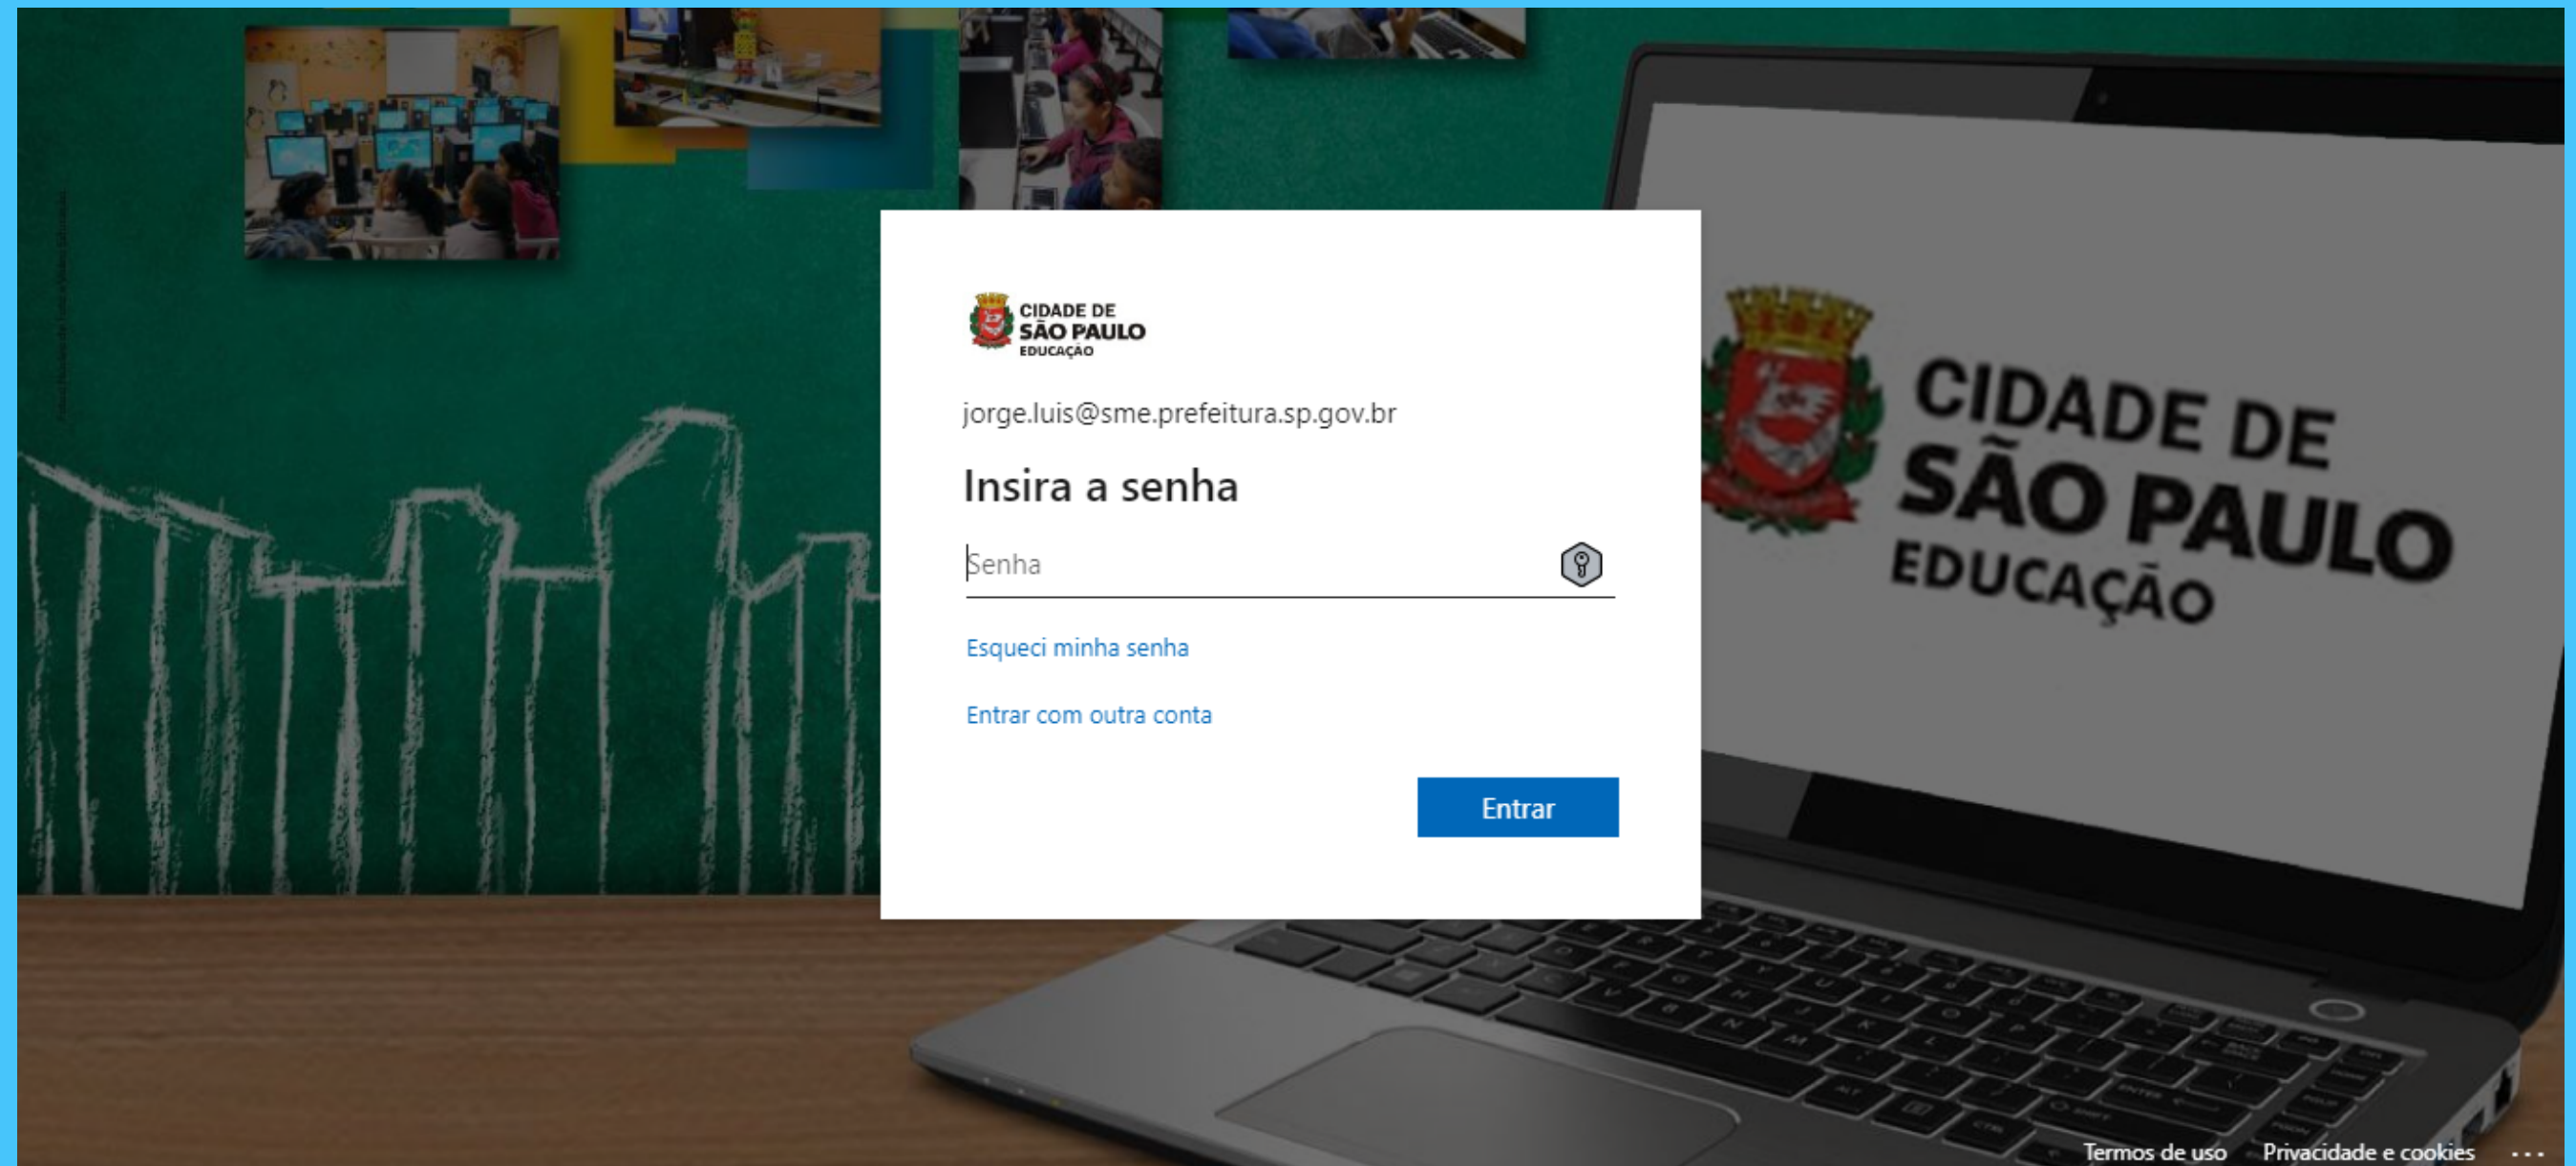 CIDADE DE
SÃO PAULO
EDUCAÇÃO
jorge.luis@sme.prefeitura.sp.gov.br
Insira a senha
Senha
Esqueci minha senha
Entrar com outra conta
Entrar
CIDADE DE
SÃO PAULO
EDUCAÇÃO
Termos de uso
Privacidade e cookies
...